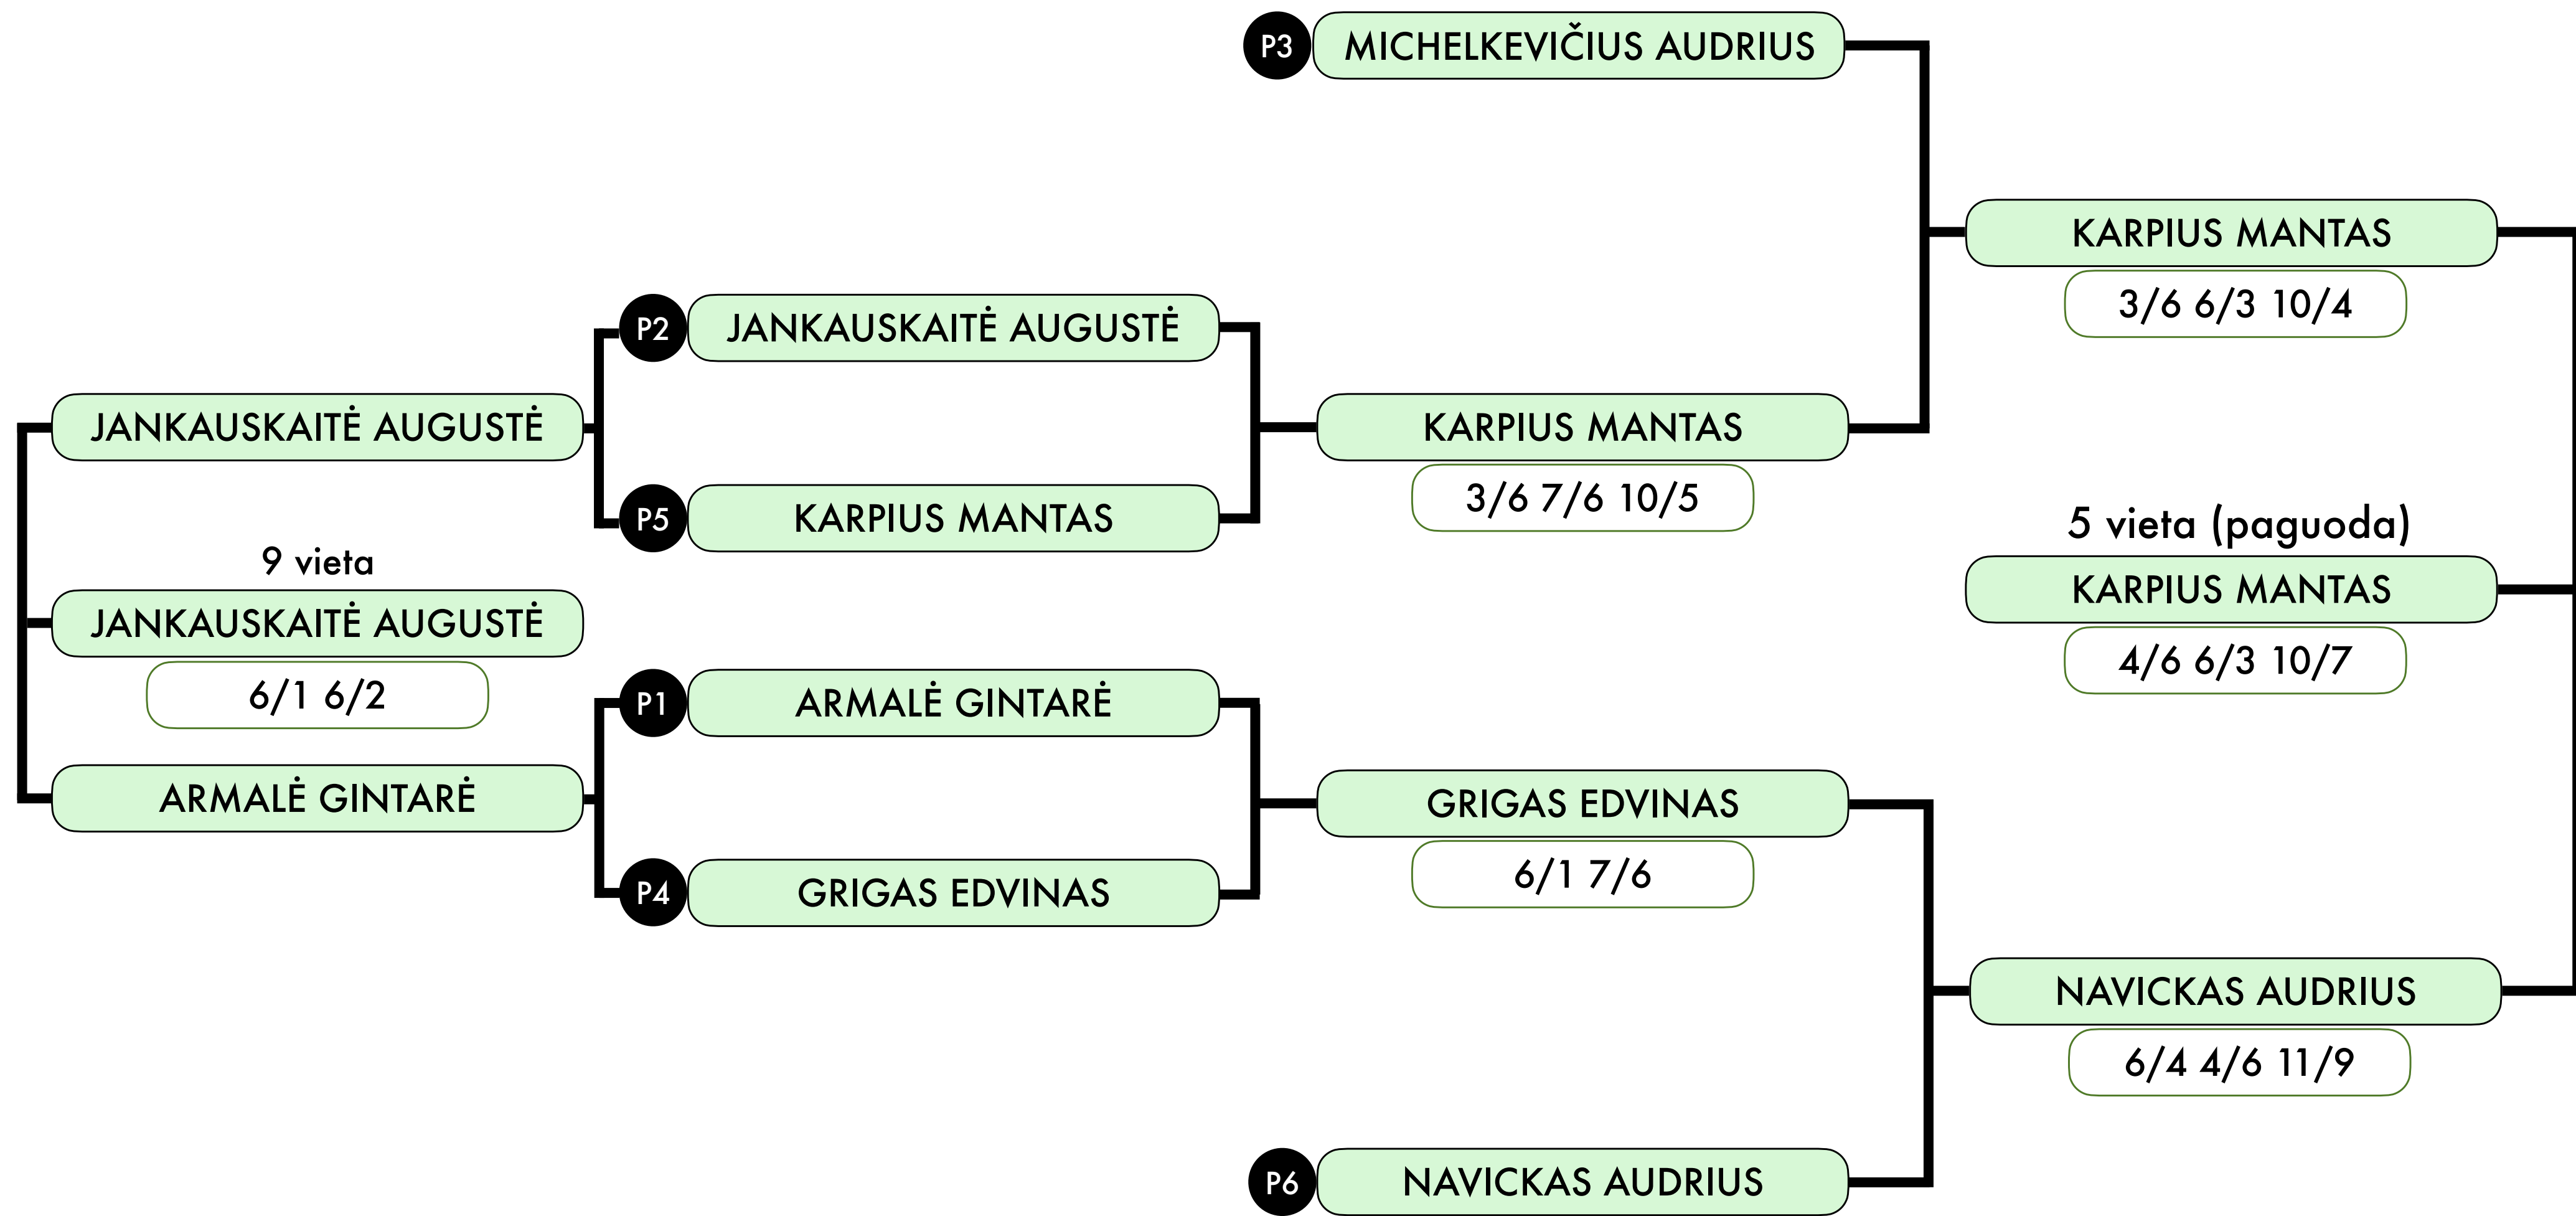 P3 MICHELKEVIČIUS AUDRIUS
KARPIUS MANTAS
3/6 6/3 10/4
P2 JANKAUSKAITĖ AUGUSTĖ
JANKAUSKAITĖ AUGUSTĖ
KARPIUS MANTAS
3/6 7/6 10/5
P5 KARPIUS MANTAS
5 vieta (paguoda)
KARPIUS MANTAS
4/6 6/3 10/7
9 vieta
JANKAUSKAITĖ AUGUSTĖ
6/1 6/2
P1 ARMALĖ GINTARĖ
ARMALĖ GINTARĖ
GRIGAS EDVINAS
6/1 7/6
P4 GRIGAS EDVINAS
NAVICKAS AUDRIUS
6/4 4/6 11/9
P6 NAVICKAS AUDRIUS